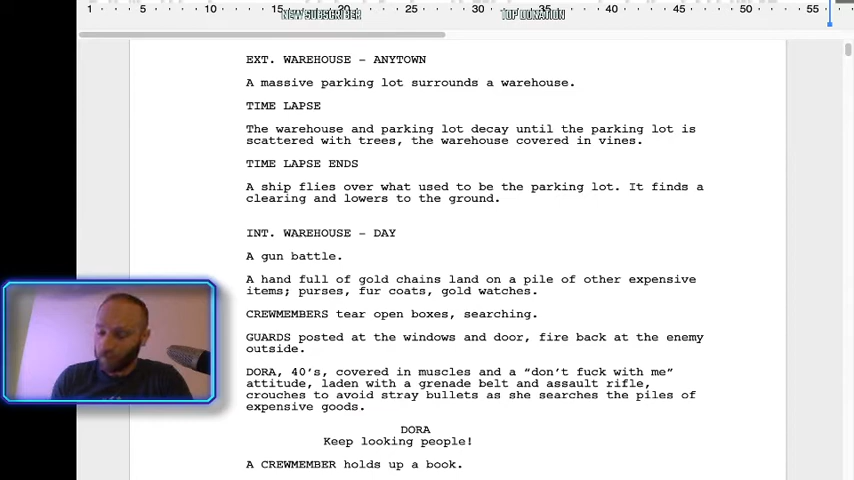 1 5 10 15 20 25 30 35 40 45 50 55
NEW SUBSCRIBER TOP DONATION
EXT. WAREHOUSE – ANYTOWN
A massive parking lot surrounds a warehouse.
TIME LAPSE
The warehouse and parking lot decay until the parking lot is
scattered with trees, the warehouse covered in vines.
TIME LAPSE ENDS
A ship flies over what used to be the parking lot. It finds a
clearing and lowers to the ground.
INT. WAREHOUSE – DAY
A gun battle.
A hand full of gold chains land on a pile of other expensive
items; purses, fur coats, gold watches.
CREWMEMBERS tear open boxes, searching.
GUARDS posted at the windows and door, fire back at the enemy
outside.
DORA, 40’s, covered in muscles and a “don’t fuck with me”
attitude, laden with a grenade belt and assault rifle,
crouches to avoid stray bullets as she searches the piles of
expensive goods.
DORA
Keep looking people!
A CREWMEMBER holds up a book.